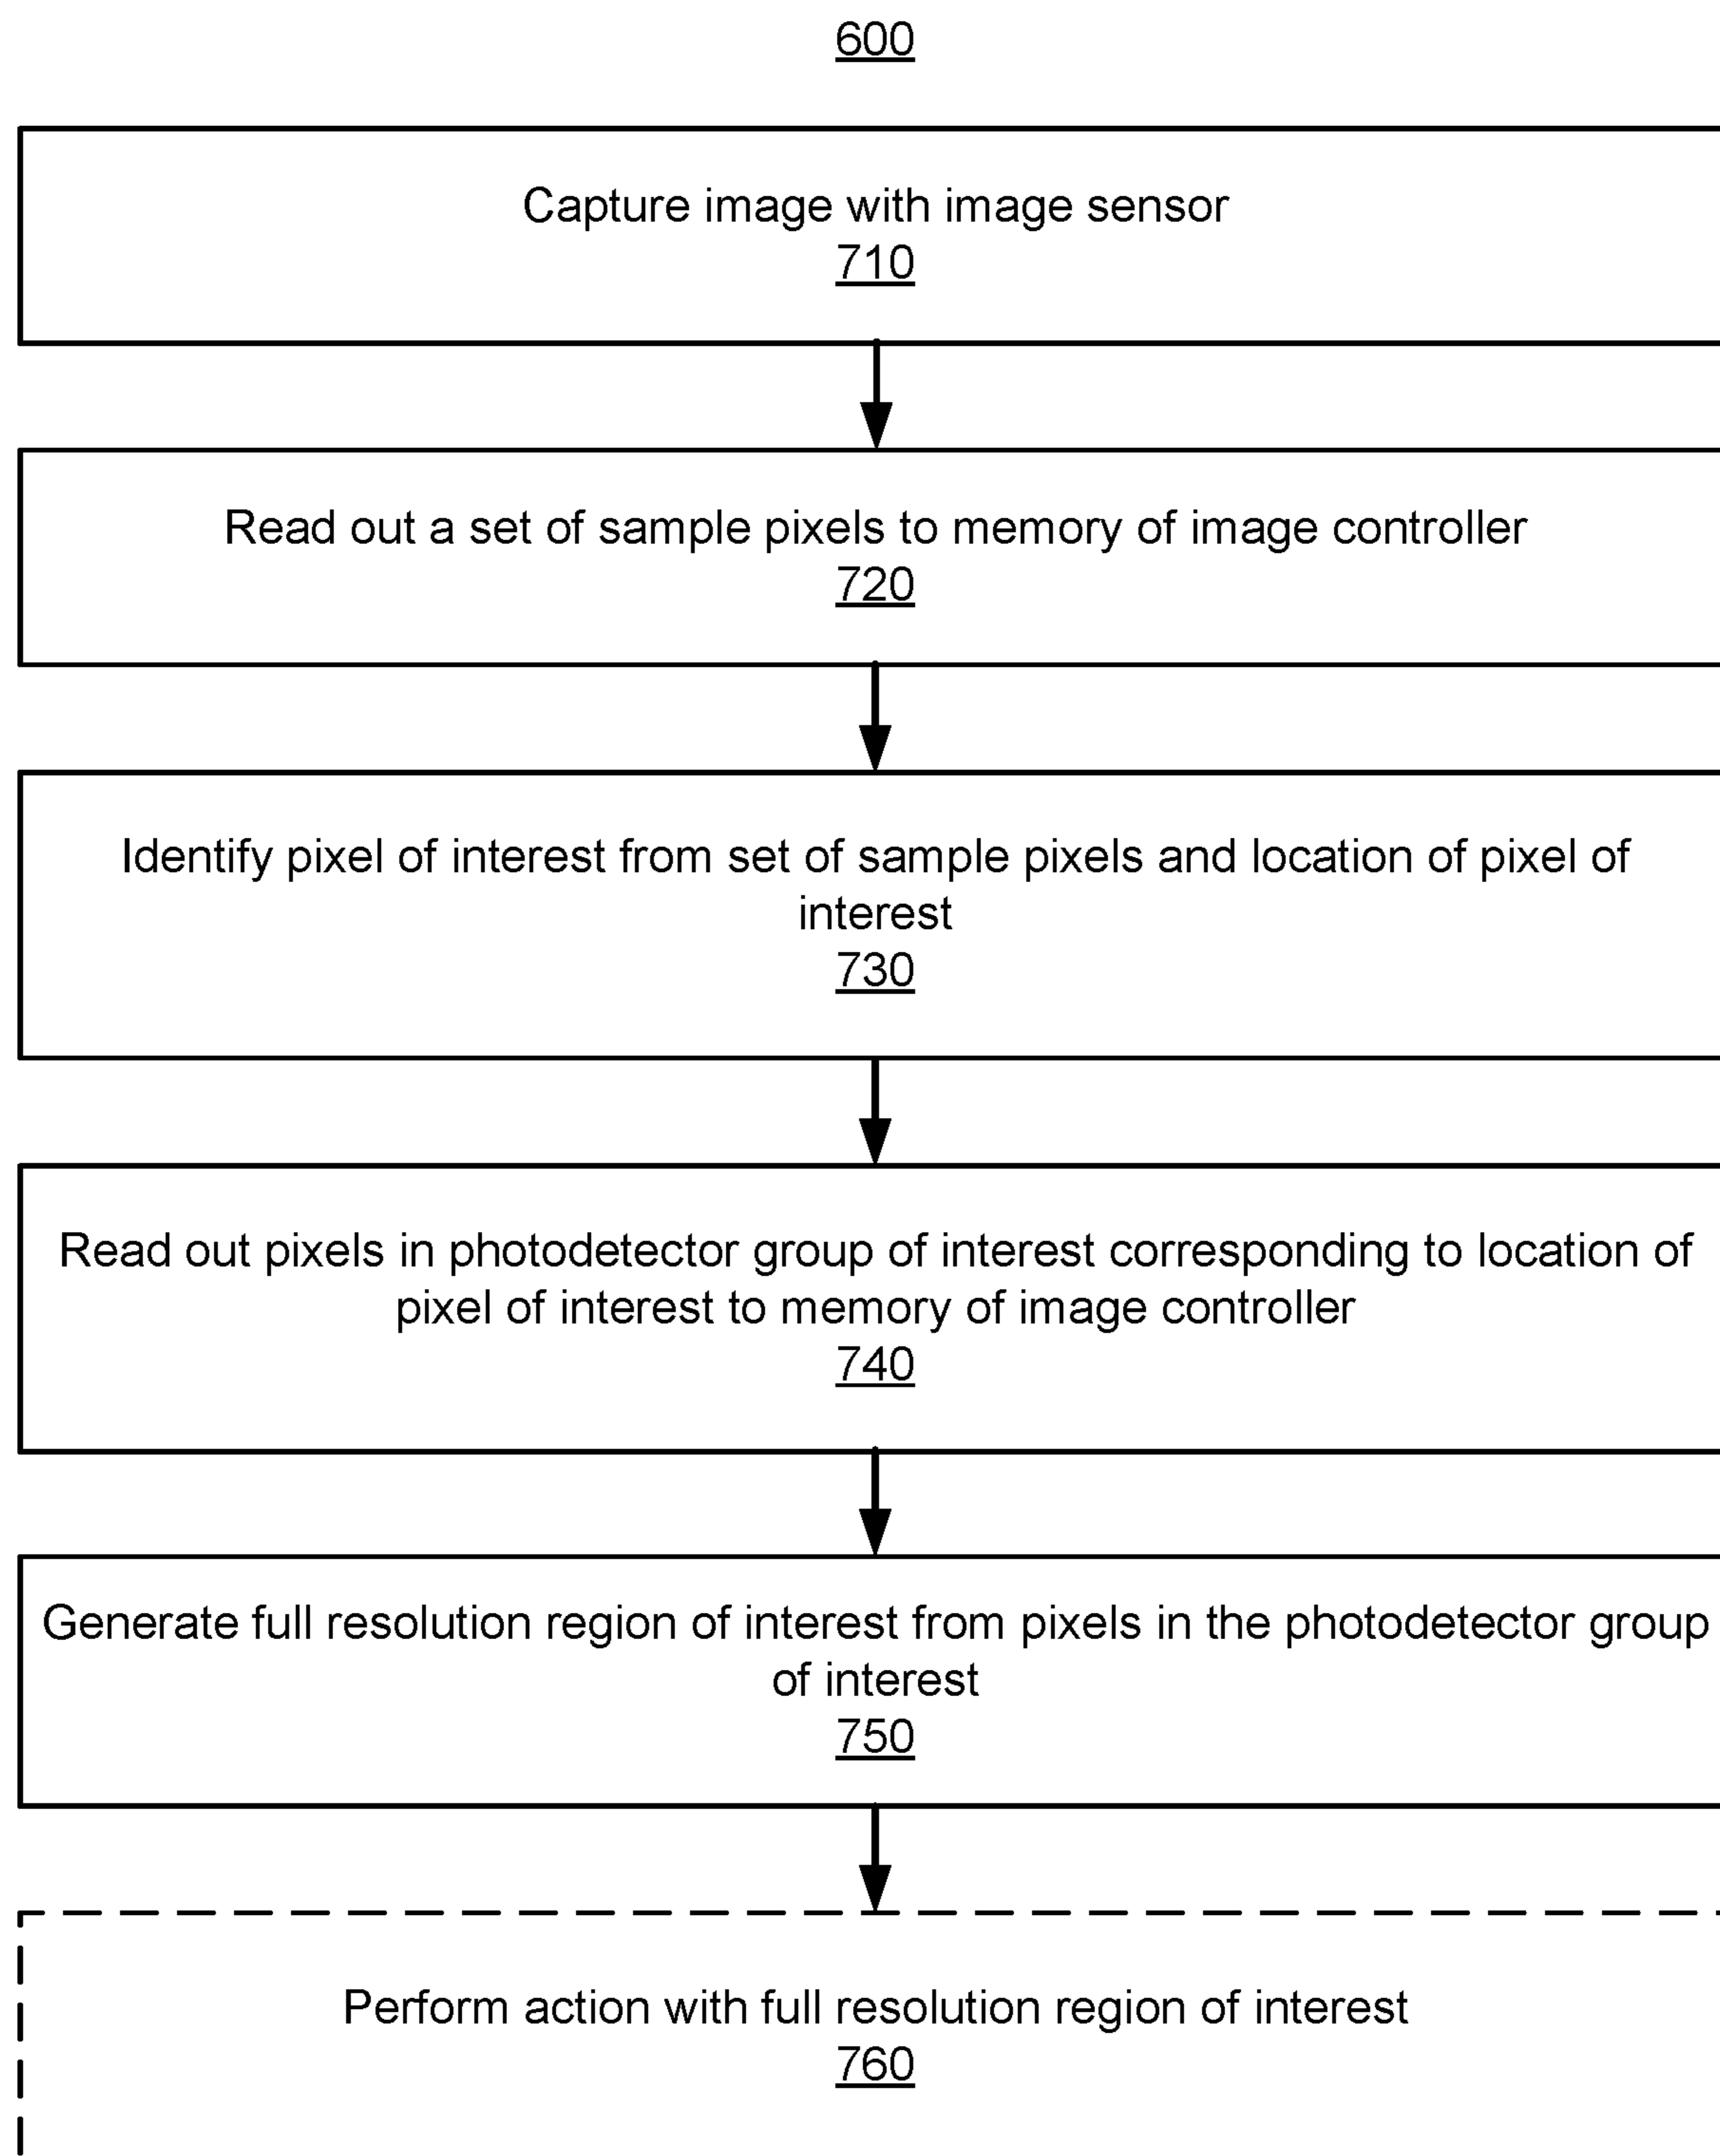 600
Capture image with image sensor
710
Read out a set of sample pixels to memory of image controller
720
Identify pixel of interest from set of sample pixels and location of pixel of
interest
730
Read out pixels in photodetector group of interest corresponding to location of
pixel of interest to memory of image controller
740
Generate full resolution region of interest from pixels in the photodetector group
of interest
750
Perform action with full resolution region of interest
760